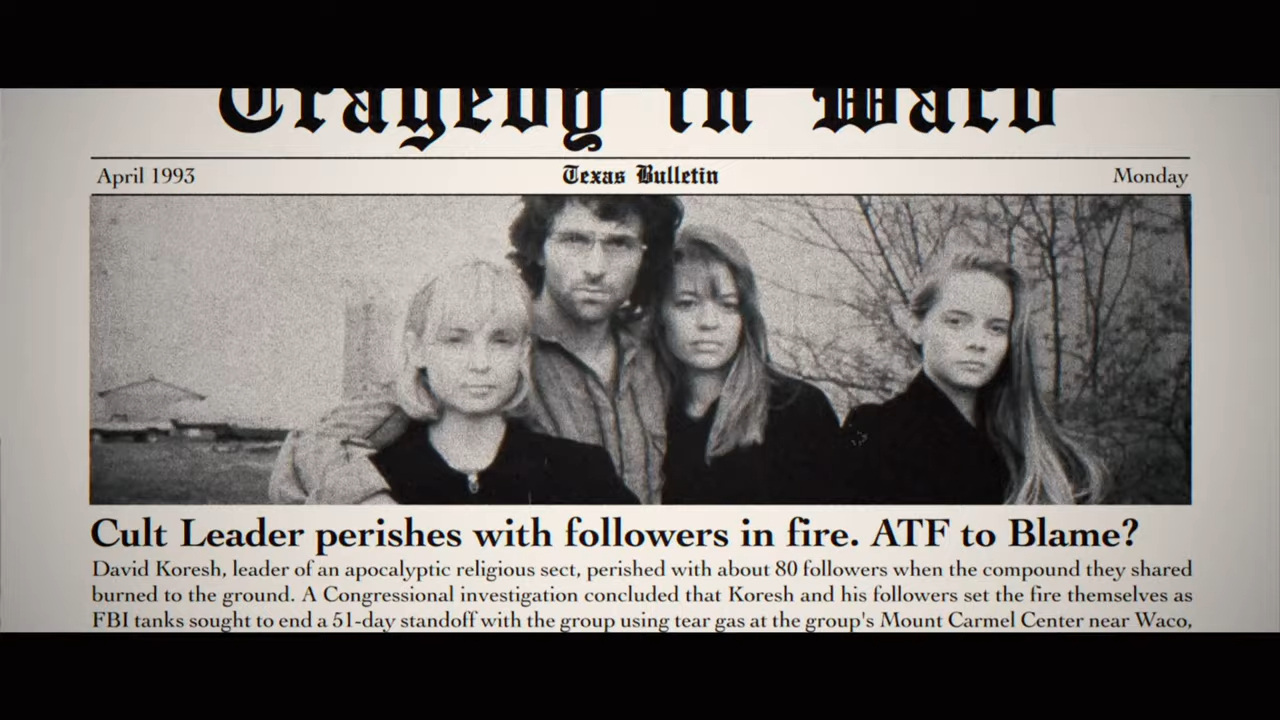 Tragedy in Waco
April 1993 Texas Bulletin Monday
Cult Leader perishes with followers in fire. ATF to Blame?
David Koresh, leader of an apocalyptic religious sect, perished with about 80 followers when the compound they shared
burned to the ground. A Congressional investigation concluded that Koresh and his followers set the fire themselves as
FBI tanks sought to end a 51-day standoff with the group using tear gas at the group's Mount Carmel Center near Waco,